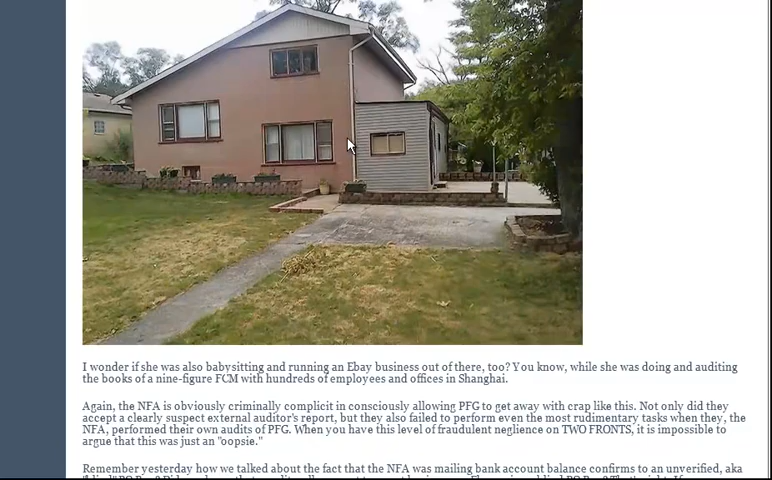 I wonder if she was also babysitting and running an Ebay business out of there, too? You know, while she was doing and auditing
the books of a nine-figure FCM with hundreds of employees and offices in Shanghai.
Again, the NFA is obviously criminally complicit in consciously allowing PFG to get away with crap like this. Not only did they
accept a clearly suspect external auditor's report, but they also failed to perform even the most rudimentary tasks when they, the
NFA, performed their own audits of PFG. When you have this level of fraudulent neglience on TWO FRONTS, it is impossible to
argue that this was just an "oopsie."
Remember yesterday how we talked about the fact that the NFA was mailing bank account balance confirms to an unverified, aka